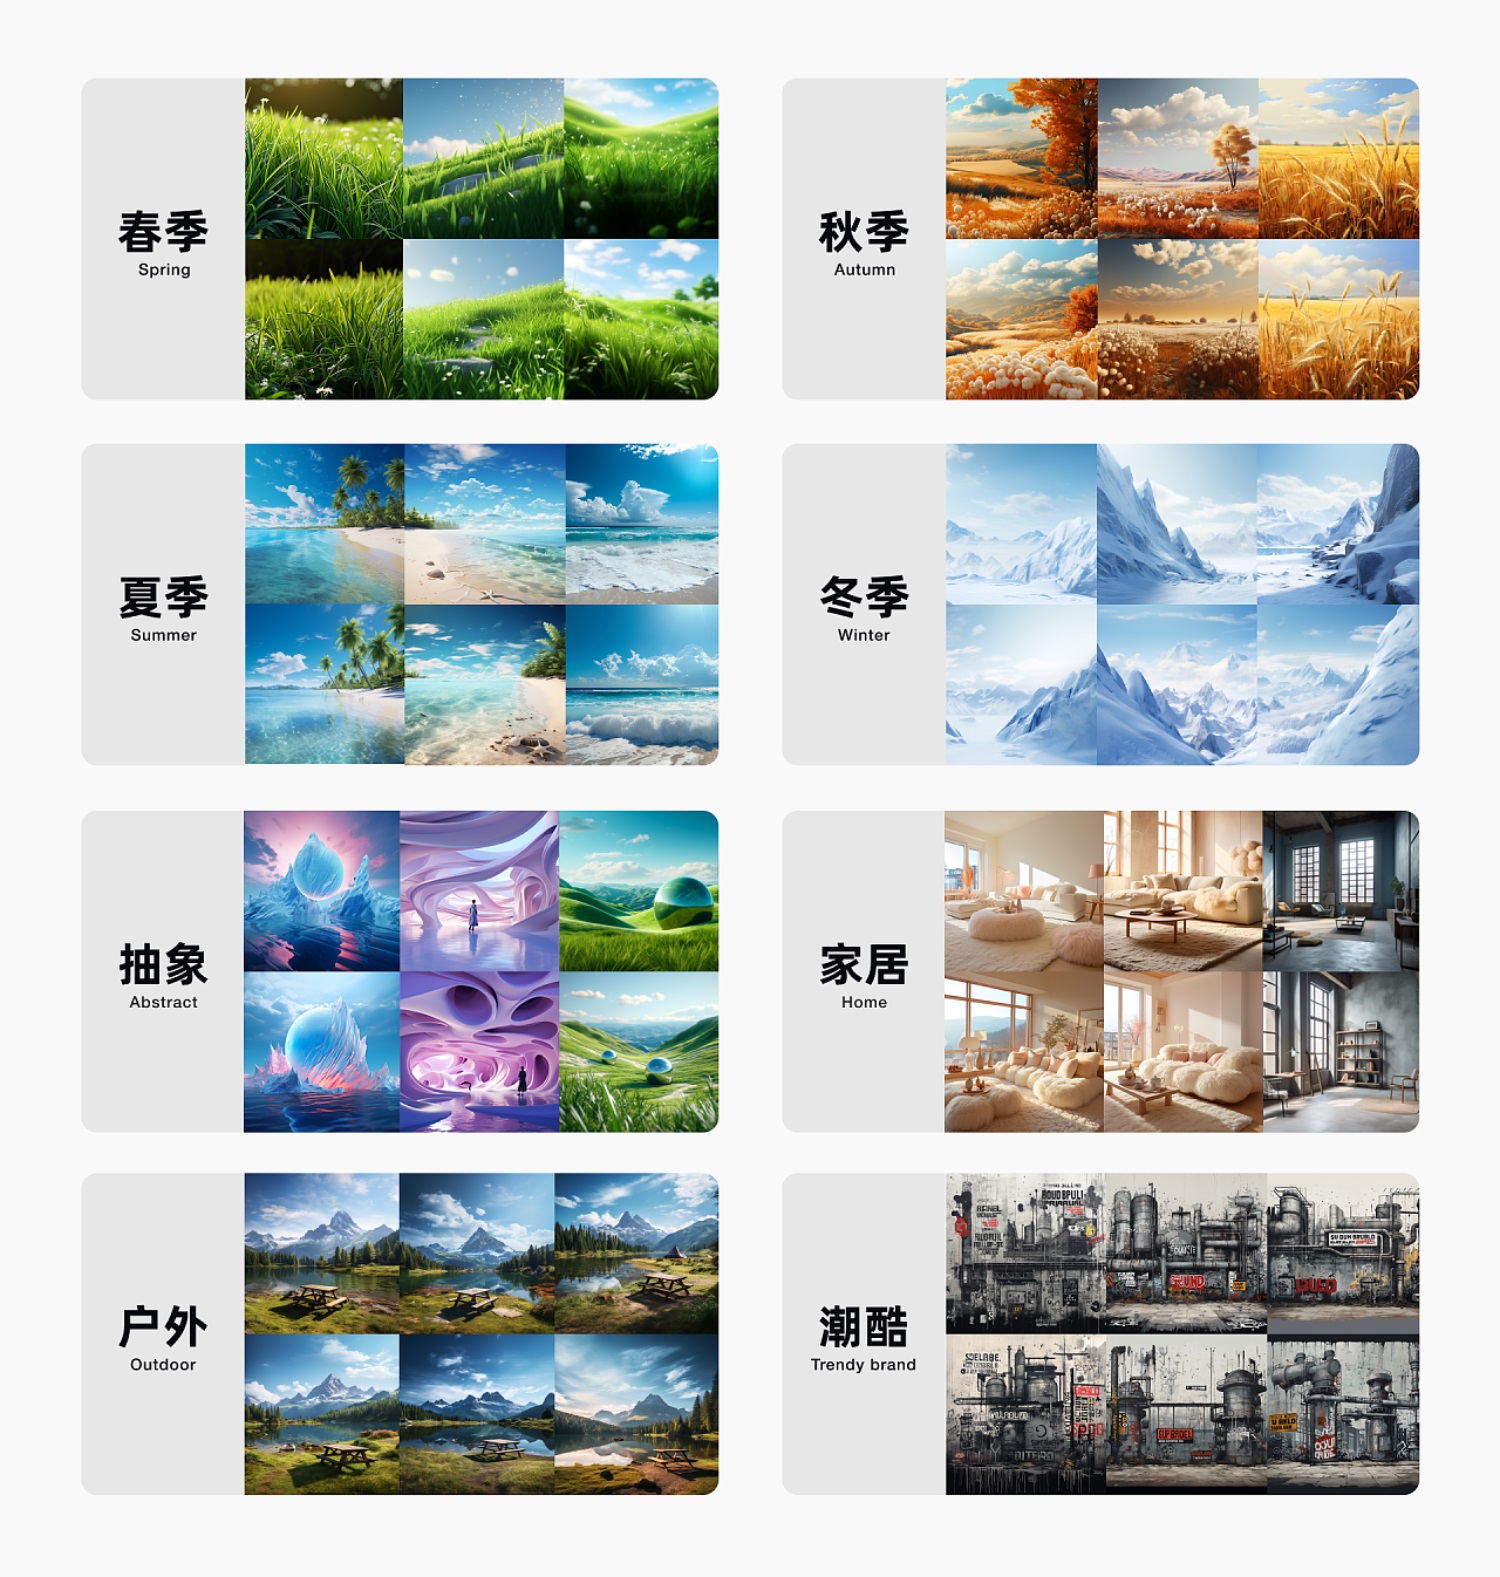 春季
Spring
秋季
Autumn
夏季
Summer
冬季
Winter
抽象
Abstract
家居
Home
户外
Outdoor
潮酷
Trendy brand